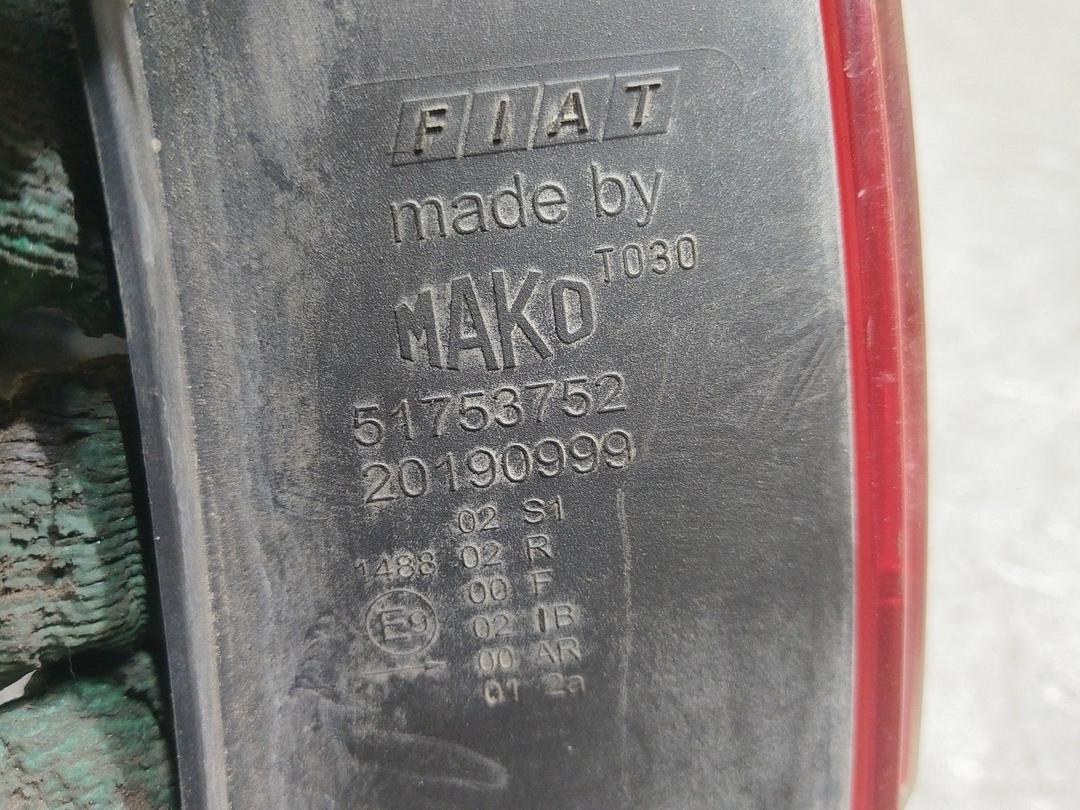 FIAT
made by
MAKO T030
51753752
20190999
02 S1
1488 02 R
00 F
E9 02 IB
00 AR
01 2a